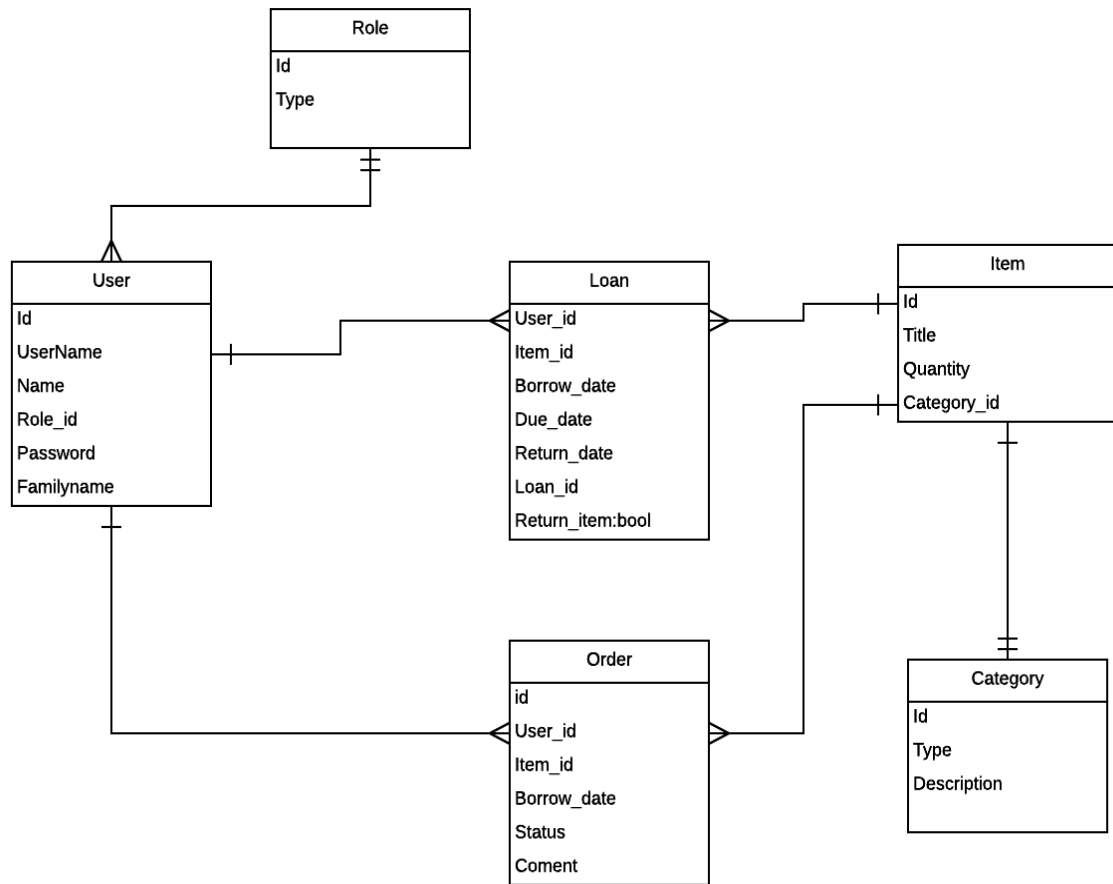 Role
Id
Type
User
Id
UserName
Name
Role_id
Password
Familyname
Loan
User_id
Item_id
Borrow_date
Due_date
Return_date
Loan_id
Return_item:bool
Item
Id
Title
Quantity
Category_id
Order
id
User_id
Item_id
Borrow_date
Status
Coment
Category
Id
Type
Description